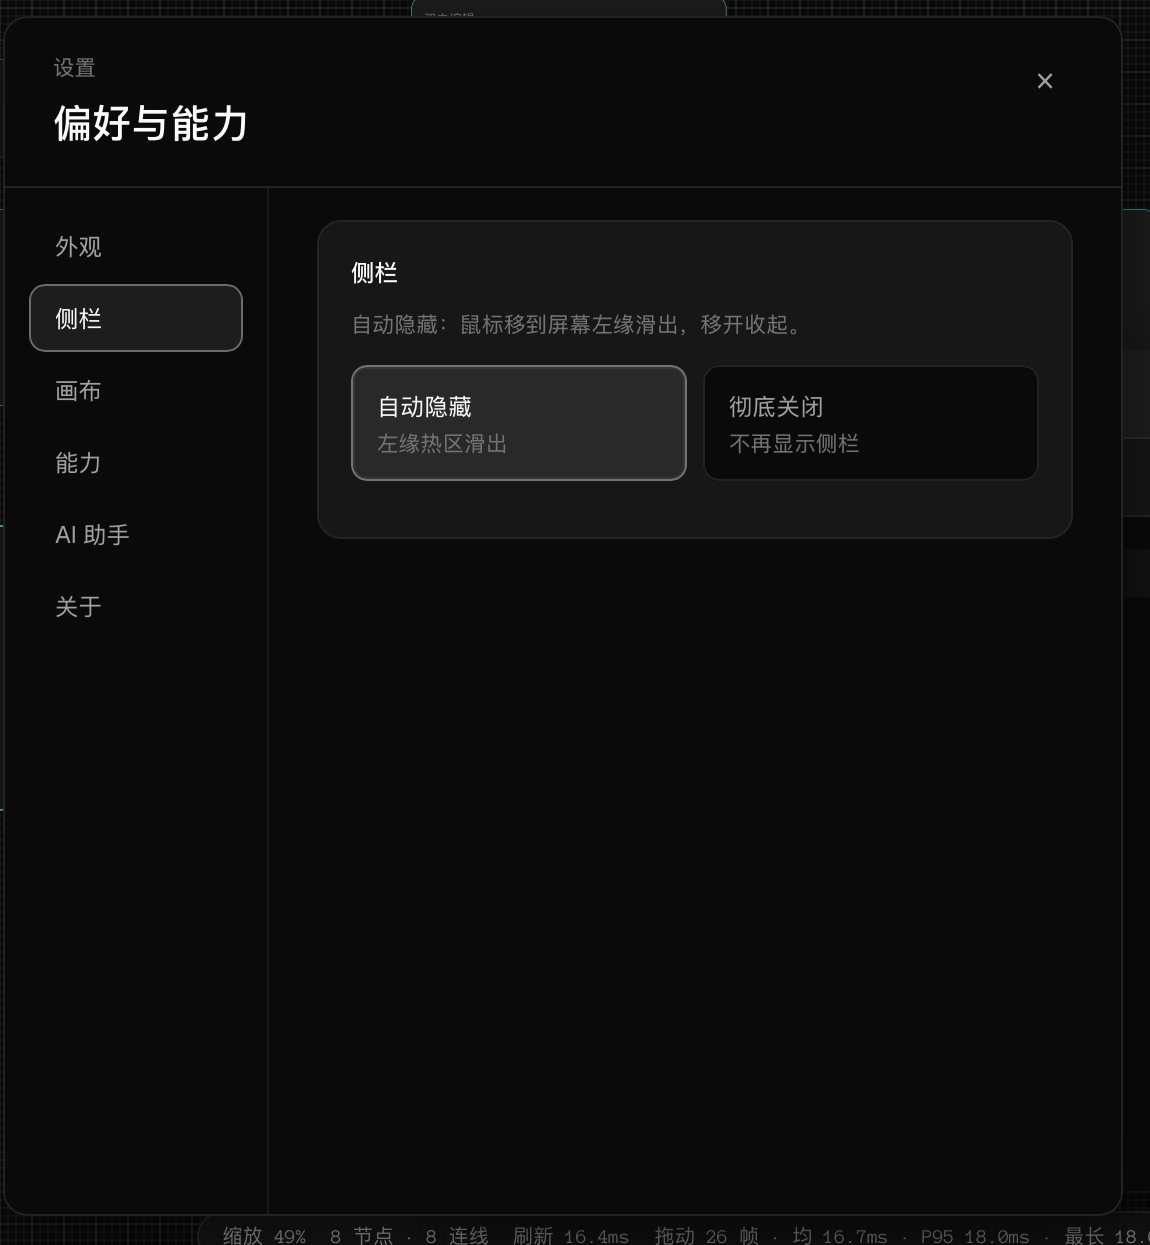 设置
偏好与能力
×
外观
侧栏
画布
能力
AI 助手
关于
侧栏
自动隐藏：鼠标移到屏幕左缘滑出，移开收起。
自动隐藏
左缘热区滑出
彻底关闭
不再显示侧栏
缩放 49% 8 节点 · 8 连线 刷新 16.4ms 拖动 26 帧 · 均 16.7ms · P95 18.0ms · 最长 18.